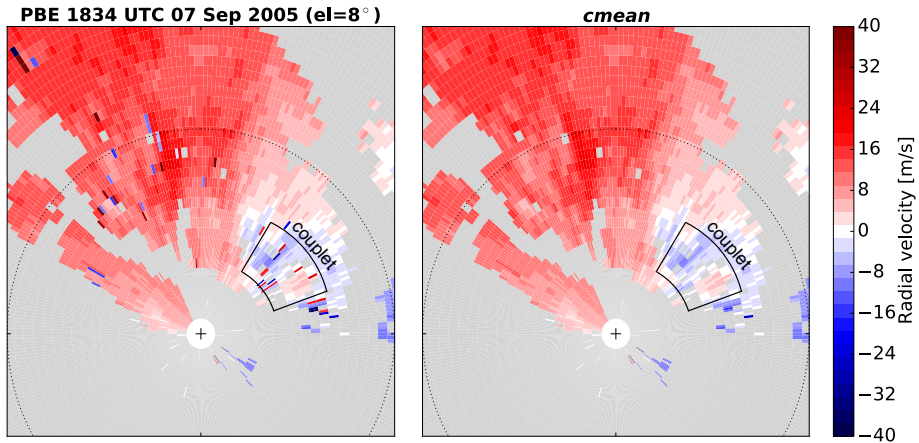 PBE 1834 UTC 07 Sep 2005 (el=8°)
cmean
couplet
couplet
40
32
24
16
8
0
−8
−16
−24
−32
−40
Radial velocity [m/s]